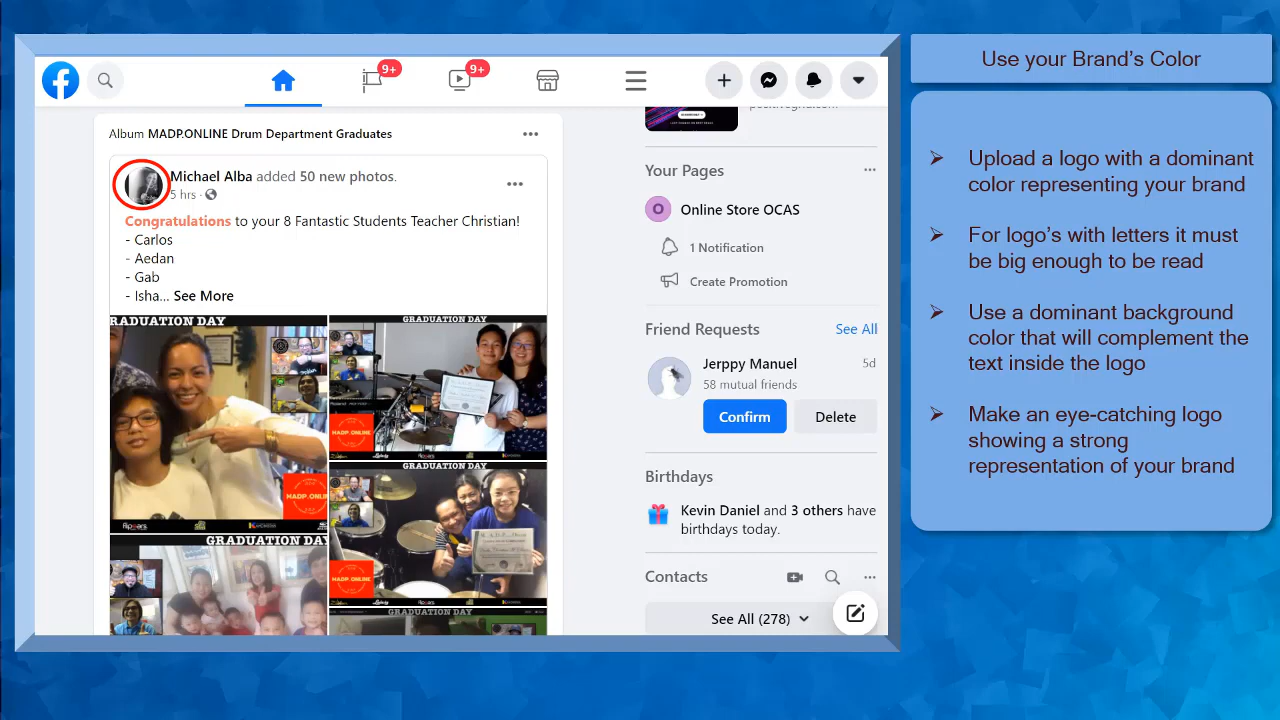 9+
9+
Album MADP.ONLINE Drum Department Graduates
Michael Alba added 50 new photos.
5 hrs ·
Congratulations to your 8 Fantastic Students Teacher Christian!
- Carlos
- Aedan
- Gab
- Isha... See More
GRADUATION DAY
GRADUATION DAY
MADP.ONLINE
MADP.ONLINE
GRADUATION DAY
MADP.ONLINE
GRADUATION DAY
GRADUATION DAY
Your Pages
O
Online Store OCAS
1 Notification
Create Promotion
Friend Requests
See All
Jerppy Manuel
5d
58 mutual friends
Confirm
Delete
Birthdays
Kevin Daniel and 3 others have
birthdays today.
Contacts
See All (278)
Use your Brand’s Color
➢ Upload a logo with a dominant
color representing your brand
➢ For logo’s with letters it must
be big enough to be read
➢ Use a dominant background
color that will complement the
text inside the logo
➢ Make an eye-catching logo
showing a strong
representation of your brand